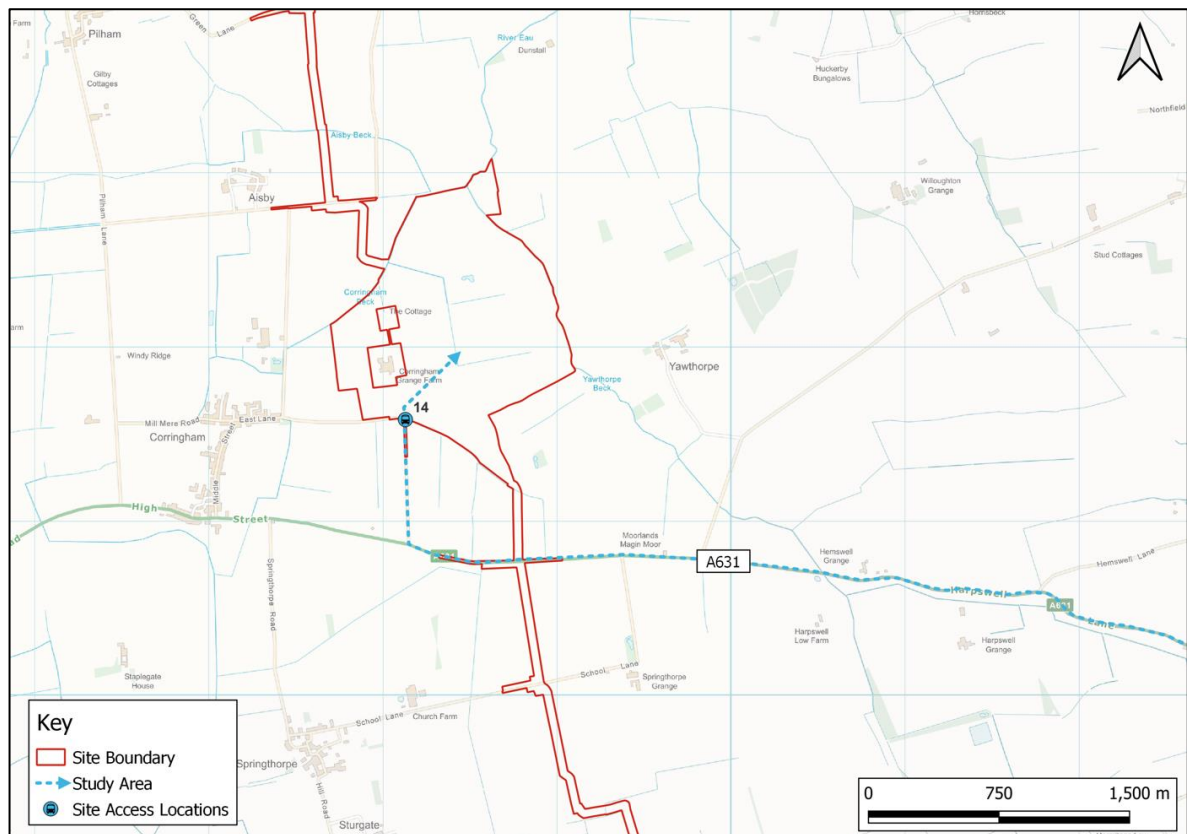 Farm
Pilham
Green Lane
Gilby
Cottages
River Eau
Dunstall
Hornsbeck
Huckerby
Bungalows
Northfield
Aisby Beck
Pilham Lane
Aisby
Willoughton
Grange
Stud Cottages
Corringham
Beck
The Cottage
arm
Windy Ridge
Corringham
Grange Farm
Yawthorpe
Yawthorpe
Beck
14
Mill Mere Road
East Lane
Corringham
Middle Street
High Street
Moorlands
Magin Moor
A631
Hemswell
Grange
Hemswell Lane
Harpswell Lane
Springthorpe Road
Harpswell
Low Farm
Harpswell
Grange
Staplegate
House
School Lane
Springthorpe
Grange
School Lane
Church Farm
Springthorpe
Hill Road
Sturgate
Key
Site Boundary
Study Area
Site Access Locations
0 750 1,500 m